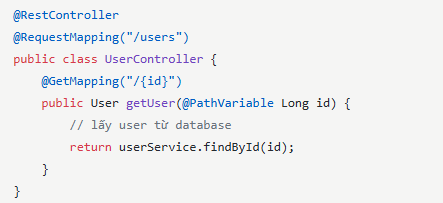 @RestController
@RequestMapping("/users")
public class UserController {
    @GetMapping("/{id}")
    public User getUser(@PathVariable Long id) {
        // lấy user từ database
        return userService.findById(id);
    }
}